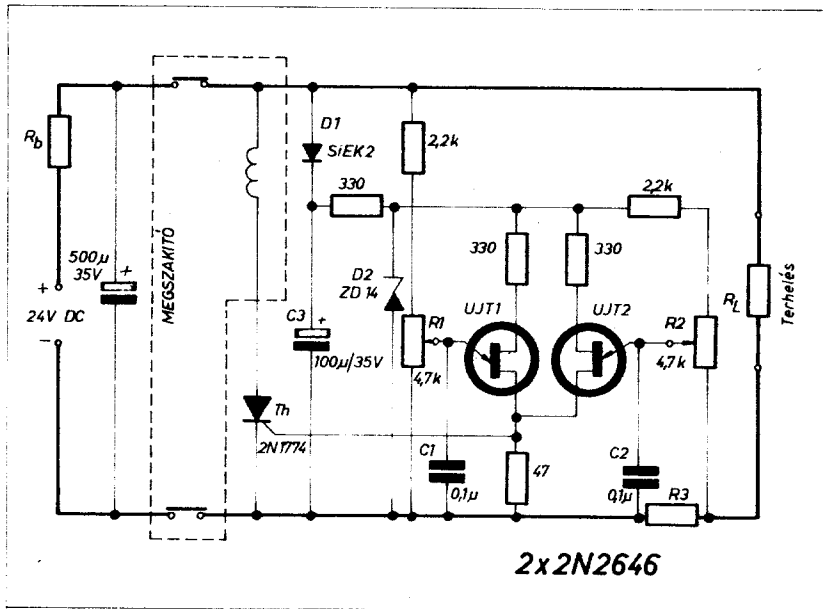 Rb
500µ
35V
+
+
24V DC
−
MEGSZAKÍTÓ
D1
SiEK2
330
2,2k
2,2k
330
330
D2
ZD 14
C3
+
100µ/35V
R1
4,7k
UJT1
UJT2
R2
4,7k
RL
Terhelés
Th
2N1774
C1
0,1µ
47
C2
0,1µ
R3
2x2N2646